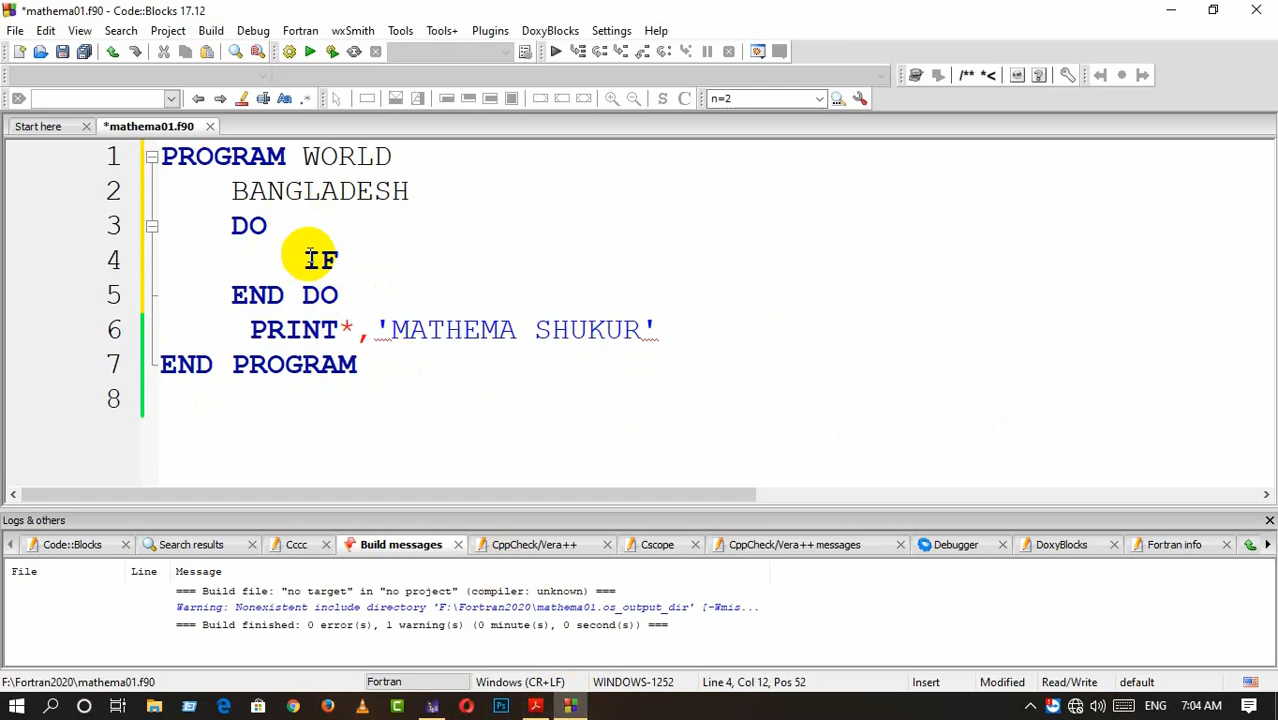 *mathema01.f90 - Code::Blocks 17.12
File Edit View Search Project Build Debug Fortran wxSmith Tools Tools+ Plugins DoxyBlocks Settings Help
/** *<
Aa .* S C n=2
Start here *mathema01.f90
1 PROGRAM WORLD
2 BANGLADESH
3 DO
4 IF
5 END DO
6 PRINT*,'MATHEMA SHUKUR'
7 END PROGRAM
8
Logs & others
Code::Blocks Search results Cccc Build messages CppCheck/Vera++ Cscope CppCheck/Vera++ messages Debugger DoxyBlocks Fortran info
File Line Message
=== Build file: "no target" in "no project" (compiler: unknown) ===
Warning: Nonexistent include directory 'F:\Fortran2020\mathema01.os_output_dir' [-Wmis...
=== Build finished: 0 error(s), 1 warning(s) (0 minute(s), 0 second(s)) ===
F:\Fortran2020\mathema01.f90 Fortran Windows (CR+LF) WINDOWS-1252 Line 4, Col 12, Pos 52 Insert Modified Read/Write default
ENG 7:04 AM